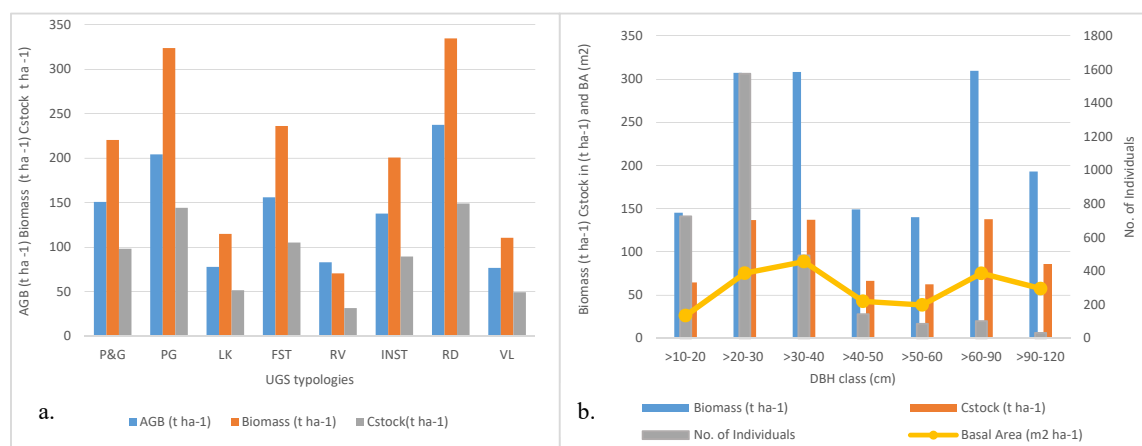 350
300
250
200
150
100
50
0
AGB (t ha -1) Biomass (t ha -1) Cstock t ha -1)
P&G PG LK FST RV INST RD VL
UGS typologies
AGB (t ha-1) Biomass (t ha-1) Cstock(t ha-1)
a.
350
300
250
200
150
100
50
0
Biomass (t ha-1) Cstock in (t ha-1) and BA (m2)
1800
1600
1400
1200
1000
800
600
400
200
0
No. of Individuals
>10-20 >20-30 >30-40 >40-50 >50-60 >60-90 >90-120
DBH class (cm)
Biomass (t ha-1) Cstock (t ha-1)
No. of Individuals Basal Area (m2 ha-1)
b.